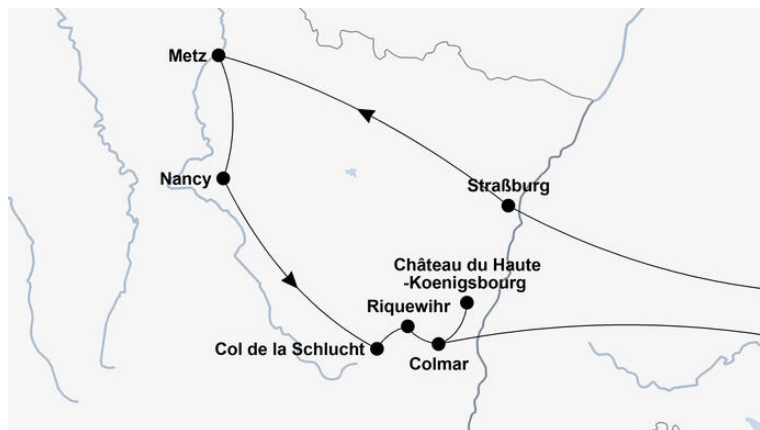 Metz
Nancy
Straßburg
Château du Haute
-Koenigsbourg
Riquewihr
Col de la Schlucht
Colmar